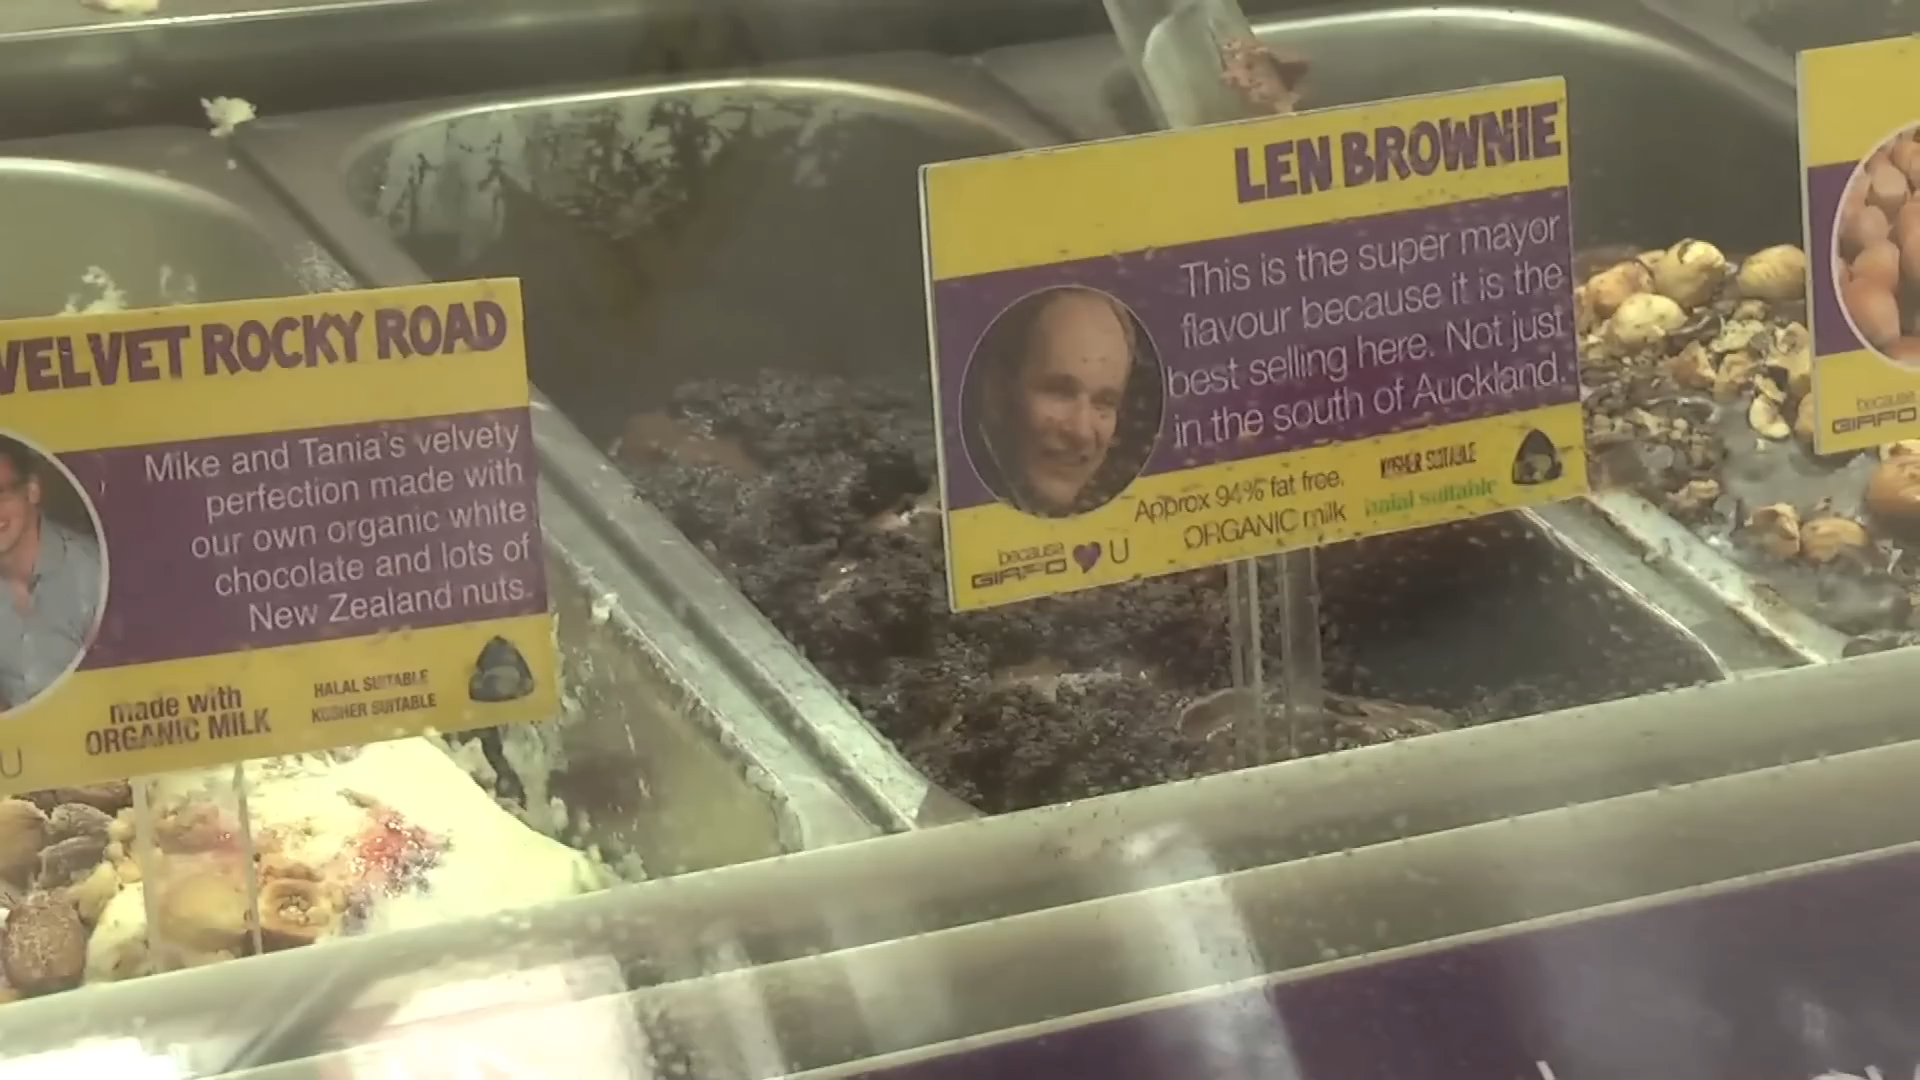 VELVET ROCKY ROAD
Mike and Tania's velvety
perfection made with
our own organic white
chocolate and lots of
New Zealand nuts.
made with
ORGANIC MILK
HALAL SUITABLE
KOSHER SUITABLE
U
LEN BROWNIE
This is the super mayor
flavour because it is the
best selling here. Not just
in the south of Auckland.
Approx 94% fat free.
ORGANIC milk
KOSHER SUITABLE
halal suitable
because
GIAPO U
because
GIAPO